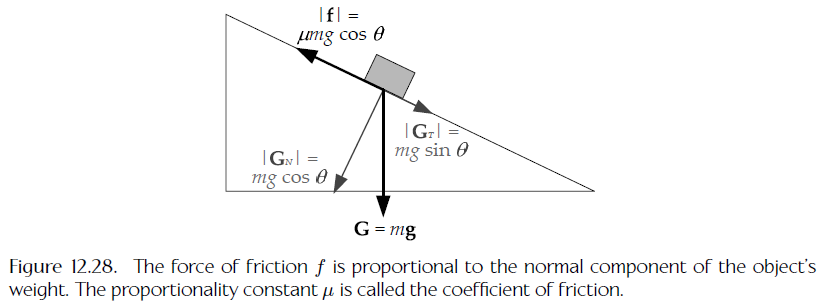 |f| =
μmg cos θ
|G_T| =
mg sin θ
|G_N| =
mg cos θ
G = mg
Figure 12.28. The force of friction f is proportional to the normal component of the object's
weight. The proportionality constant μ is called the coefficient of friction.